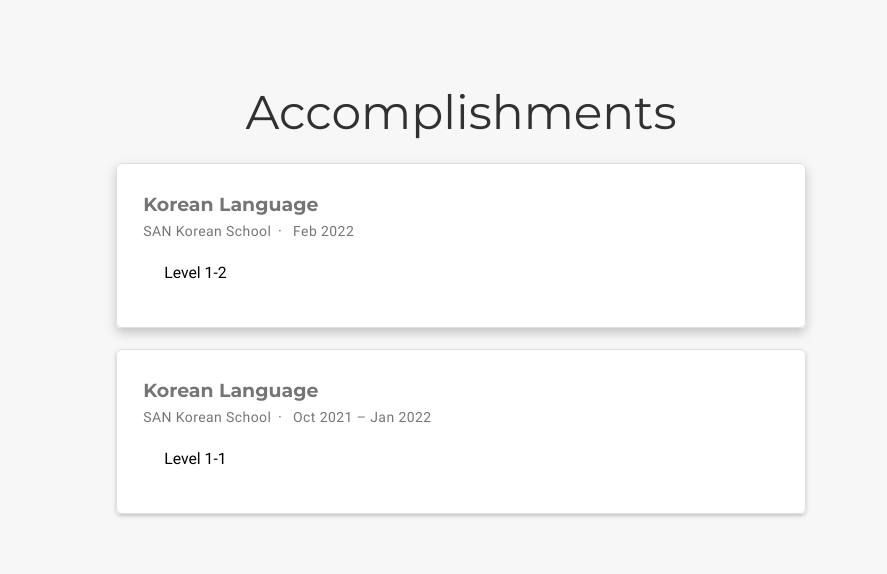 Accomplishments
Korean Language
SAN Korean School · Feb 2022
Level 1-2
Korean Language
SAN Korean School · Oct 2021 – Jan 2022
Level 1-1